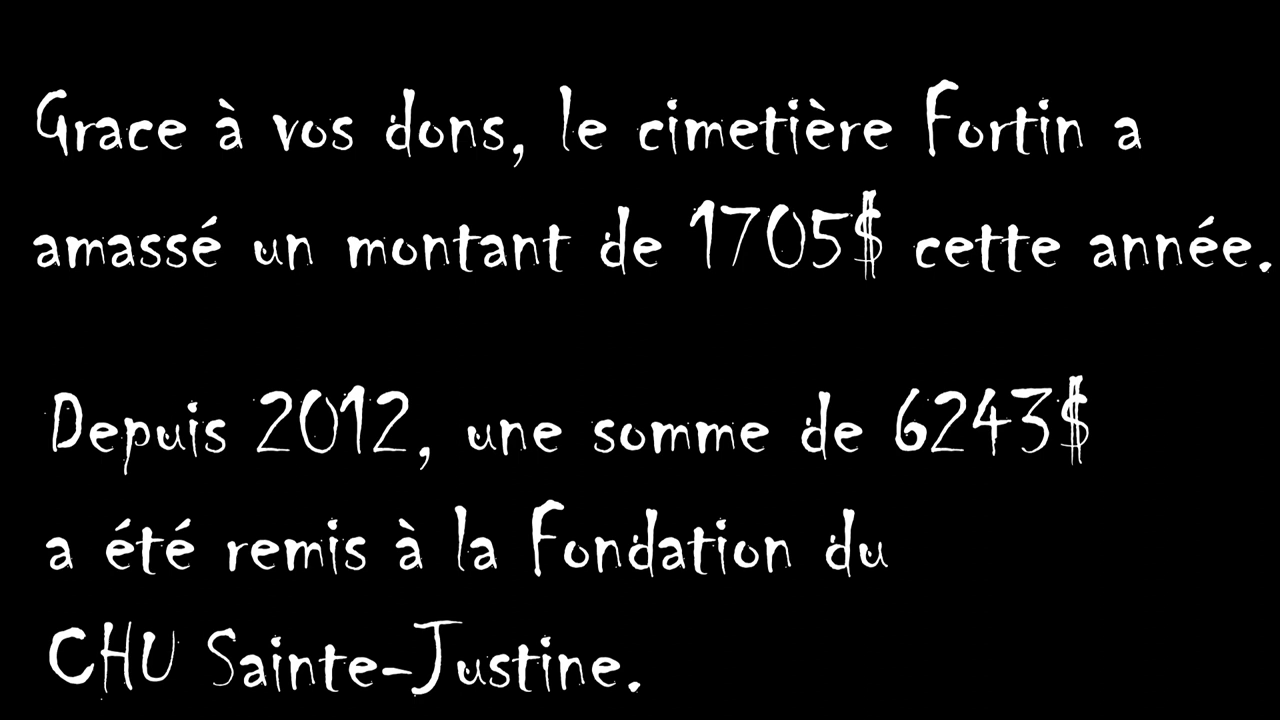 Grace à vos dons, le cimetière Fortin a
amassé un montant de 1705$ cette année.
Depuis 2012, une somme de 6243$
a été remis à la Fondation du
CHU Sainte-Justine.